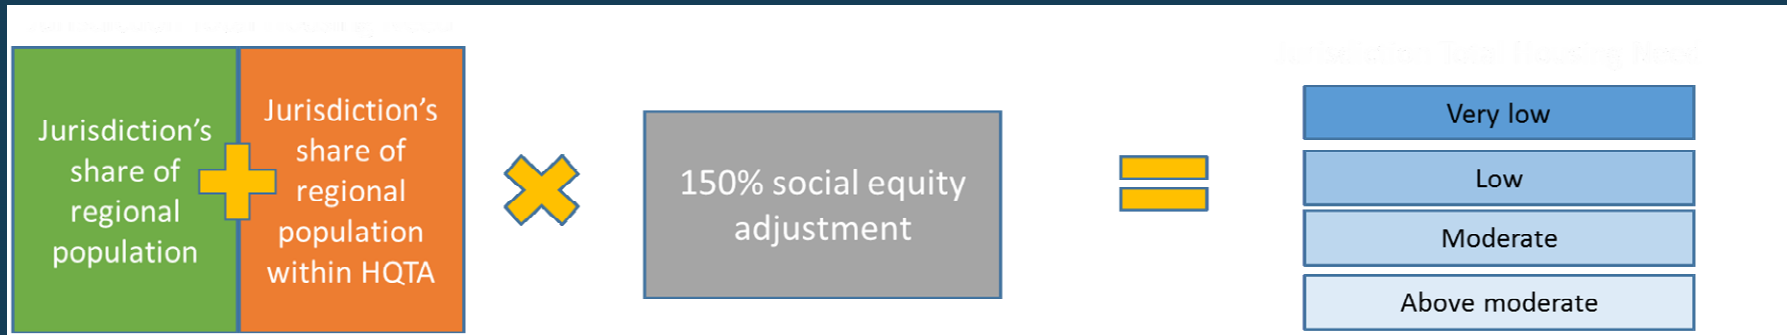 Jurisdiction's
share of
regional
population
Jurisdiction's
share of
regional
population
within HQTA
150% social equity
adjustment
Very low
Low
Moderate
Above moderate